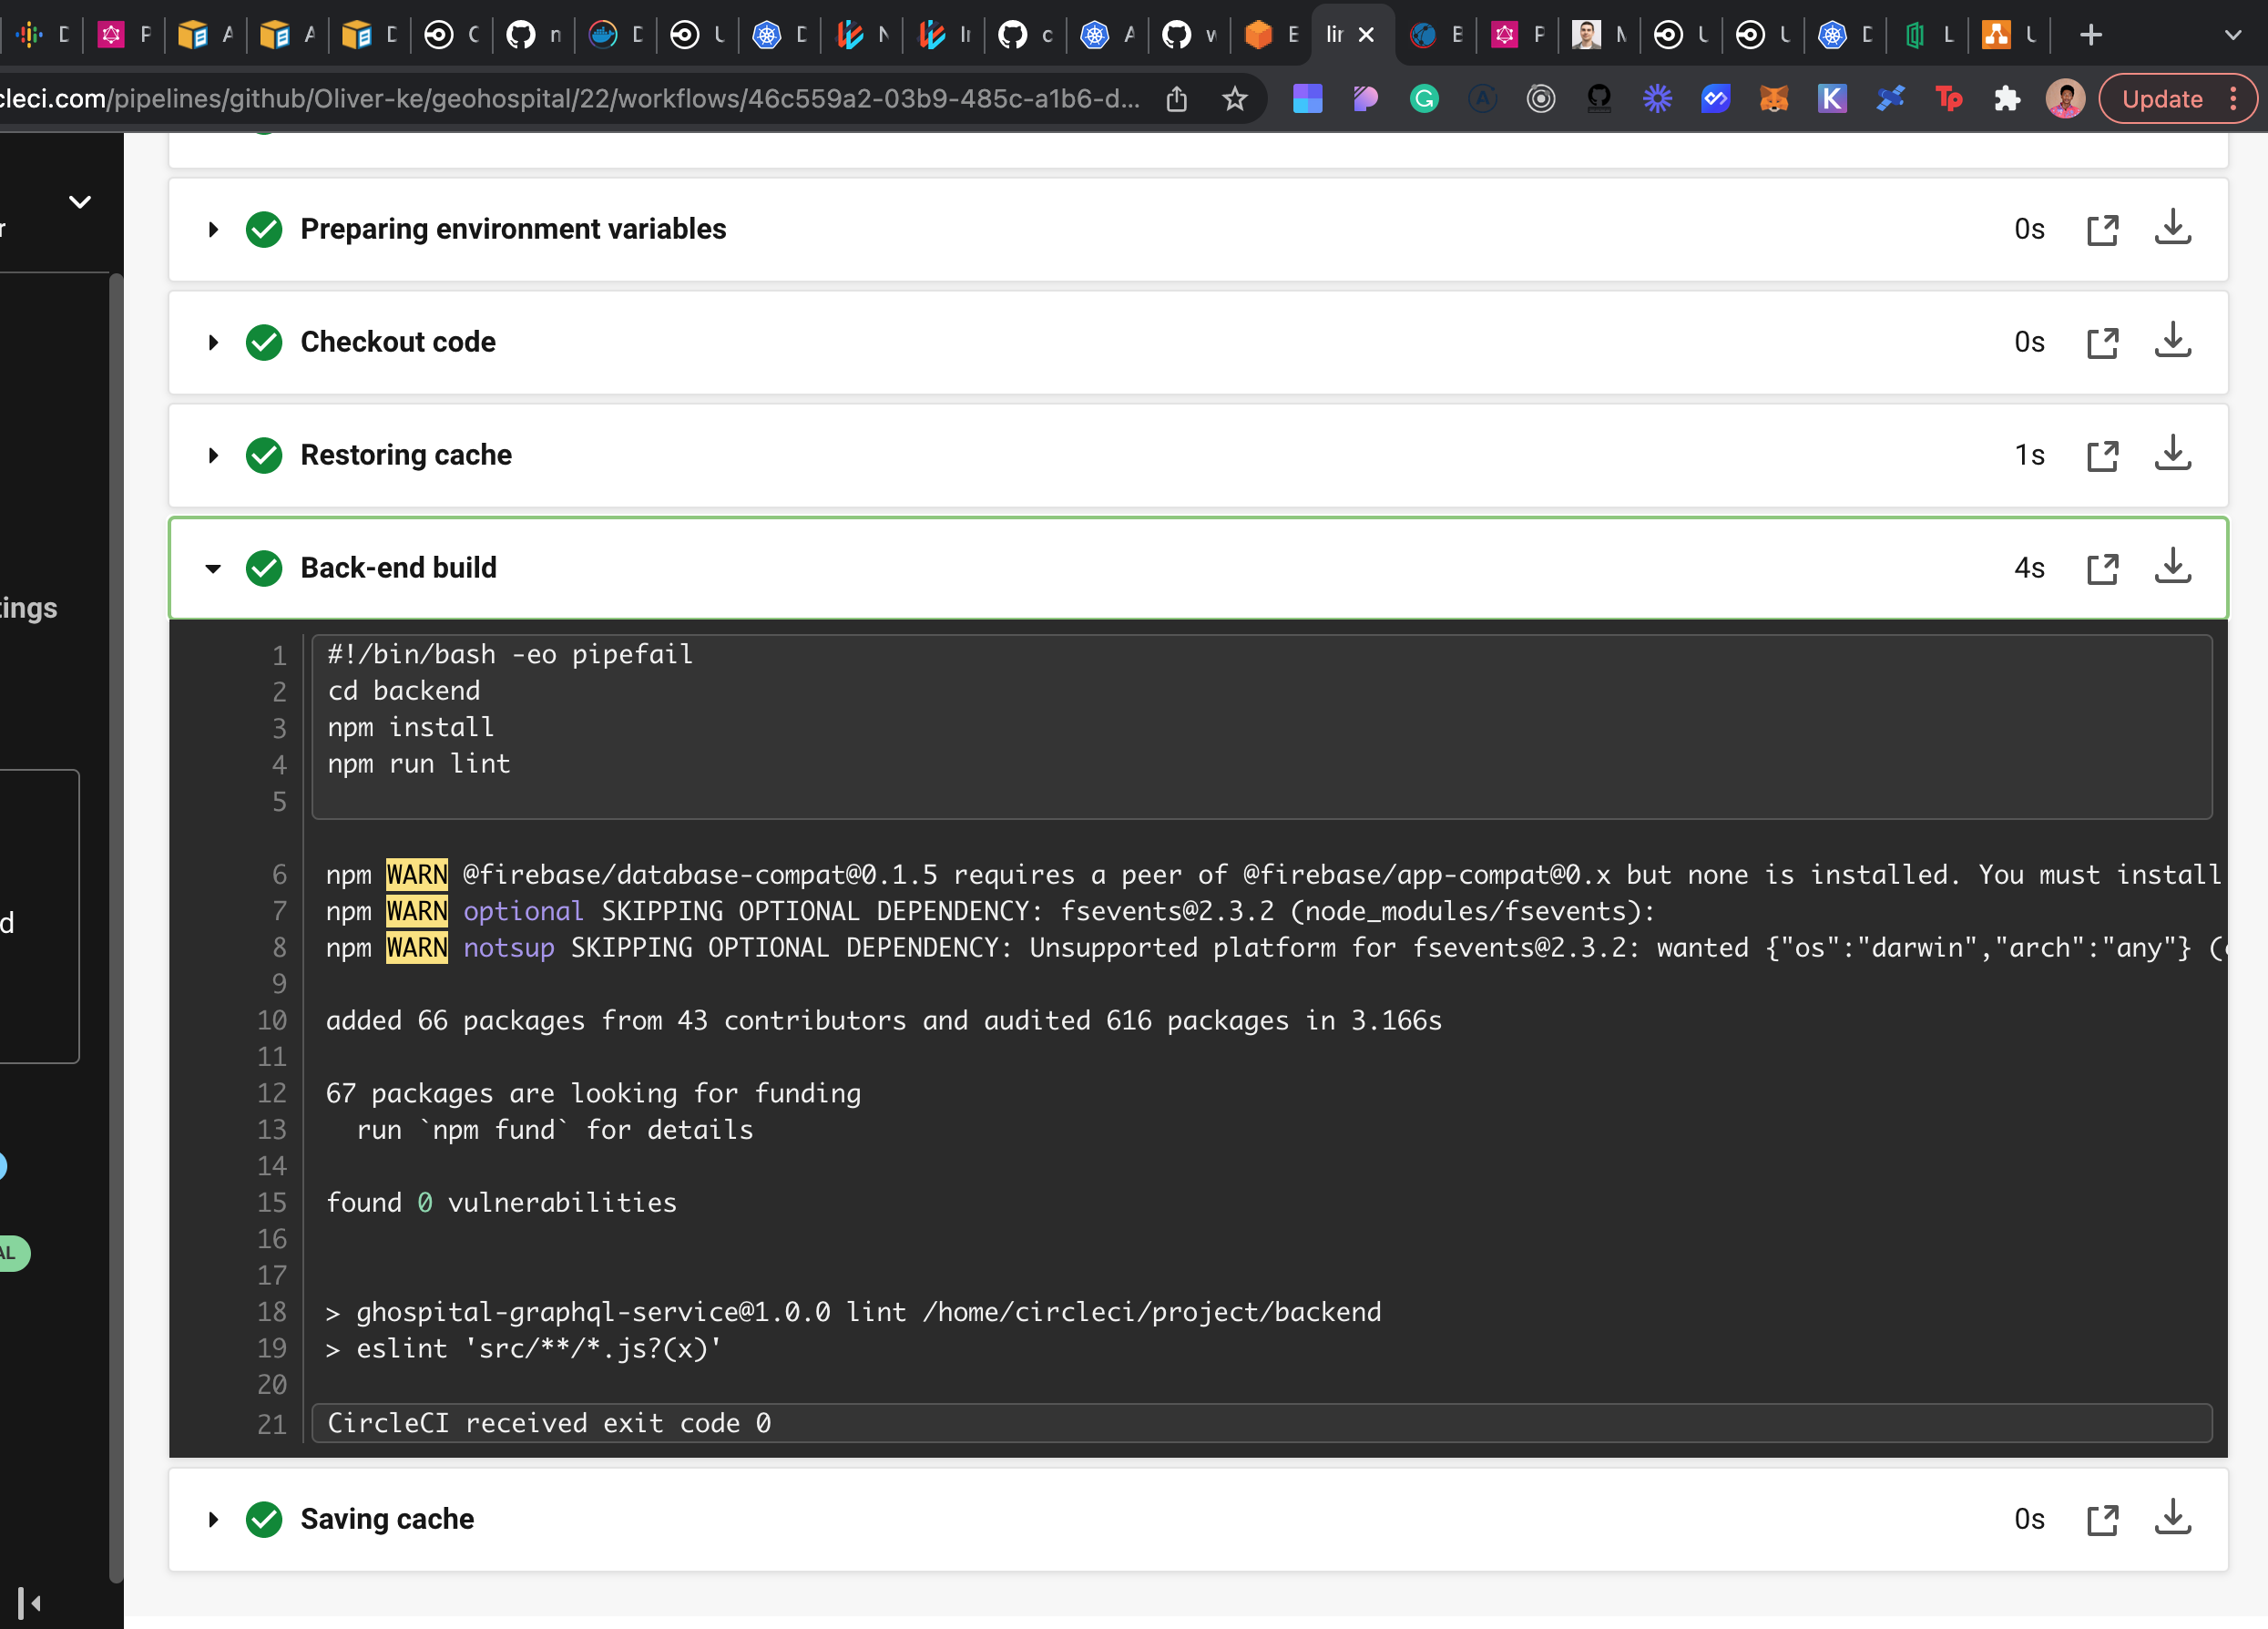 lin
cleci.com/pipelines/github/Oliver-ke/geohospital/22/workflows/46c559a2-03b9-485c-a1b6-d...
Update
Preparing environment variables
0s
Checkout code
0s
Restoring cache
1s
Back-end build
4s
tings
1 #!/bin/bash -eo pipefail
2 cd backend
3 npm install
4 npm run lint
5
6 npm WARN @firebase/database-compat@0.1.5 requires a peer of @firebase/app-compat@0.x but none is installed. You must install
7 npm WARN optional SKIPPING OPTIONAL DEPENDENCY: fsevents@2.3.2 (node_modules/fsevents):
8 npm WARN notsup SKIPPING OPTIONAL DEPENDENCY: Unsupported platform for fsevents@2.3.2: wanted {"os":"darwin","arch":"any"} (
9
10 added 66 packages from 43 contributors and audited 616 packages in 3.166s
11
12 67 packages are looking for funding
13 run `npm fund` for details
14
15 found 0 vulnerabilities
16
17
18 > ghospital-graphql-service@1.0.0 lint /home/circleci/project/backend
19 > eslint 'src/**/*.js?(x)'
20
21 CircleCI received exit code 0
d
AL
Saving cache
0s